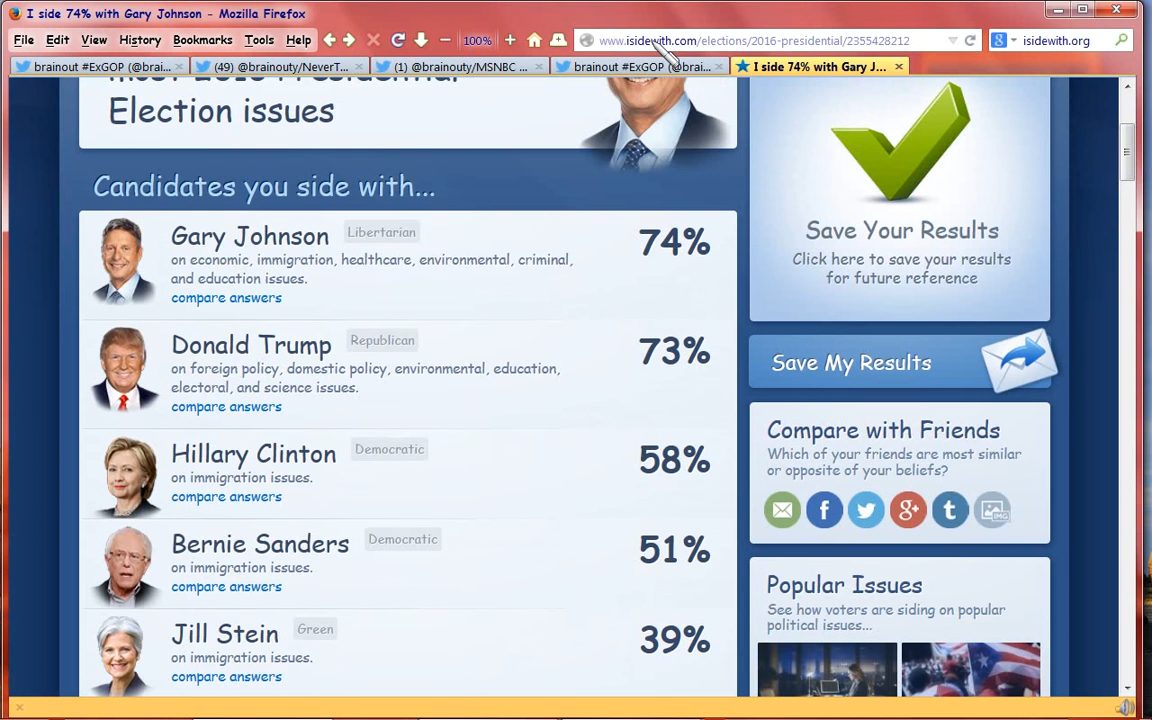 I side 74% with Gary Johnson - Mozilla Firefox
File Edit View History Bookmarks Tools Help
100%
www.isidewith.com/elections/2016-presidential/2355428212
isidewith.org
brainout #ExGOP (@brai...
(49) @brainouty/NeverT...
(1) @brainouty/MSNBC ...
brainout #ExGOP (@brai...
I side 74% with Gary J...
Election issues
Candidates you side with...
Gary Johnson Libertarian 74%
on economic, immigration, healthcare, environmental, criminal,
and education issues.
compare answers
Donald Trump Republican 73%
on foreign policy, domestic policy, environmental, education,
electoral, and science issues.
compare answers
Hillary Clinton Democratic 58%
on immigration issues.
compare answers
Bernie Sanders Democratic 51%
on immigration issues.
compare answers
Jill Stein Green 39%
on immigration issues.
compare answers
Save Your Results
Click here to save your results
for future reference
Save My Results
Compare with Friends
Which of your friends are most similar
or opposite of your beliefs?
IMG
Popular Issues
See how voters are siding on popular
political issues...